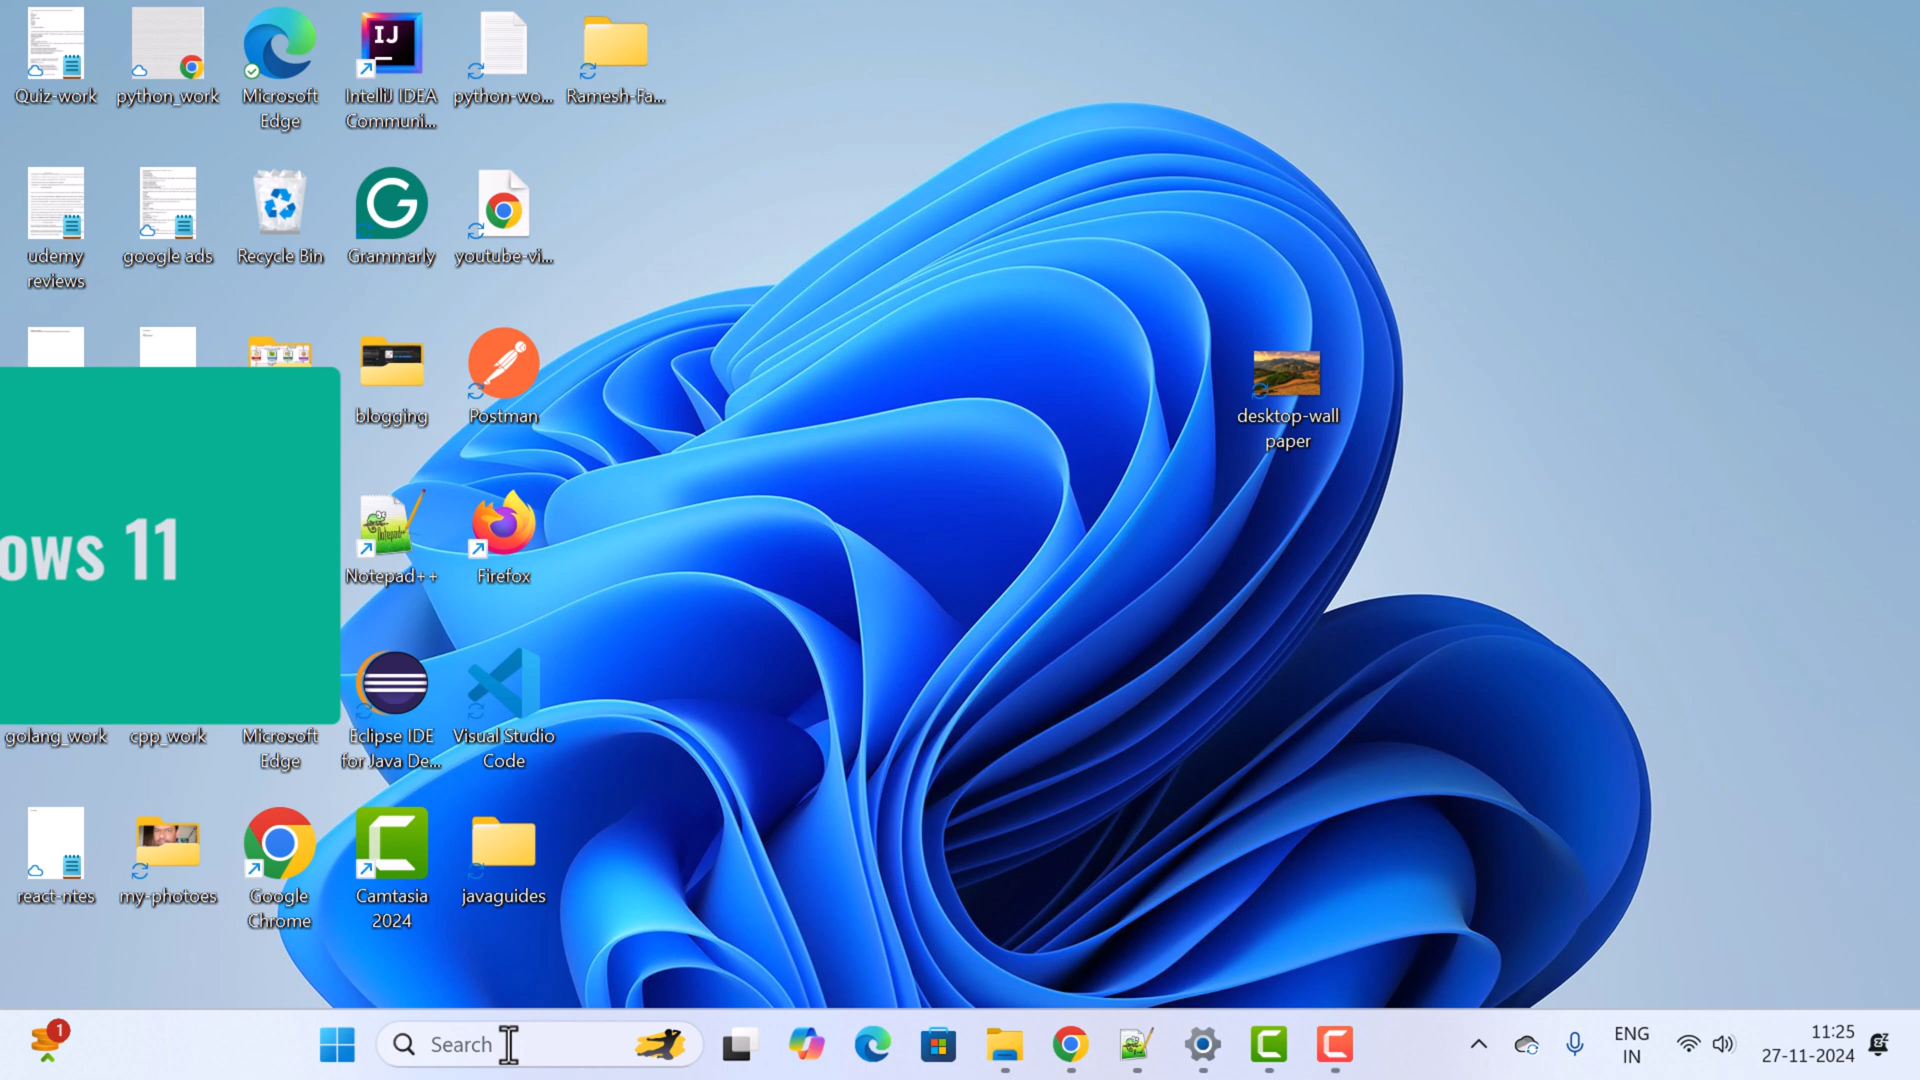 Quiz-work
python_work
Microsoft
Edge
IJ
IntelliJ IDEA
Communi...
python-wo...
Ramesh-Fa...
udemy
reviews
google ads
Recycle Bin
G
Grammarly
youtube-vi...
blogging
Postman
desktop-wall
paper
ows 11
Notepad++
Firefox
golang_work
cpp_work
Microsoft
Edge
Eclipse IDE
for Java De...
Visual Studio
Code
react-ntes
my-photoes
Google
Chrome
Camtasia
2024
javaguides
1
Search
ENG
IN
11:25
27-11-2024